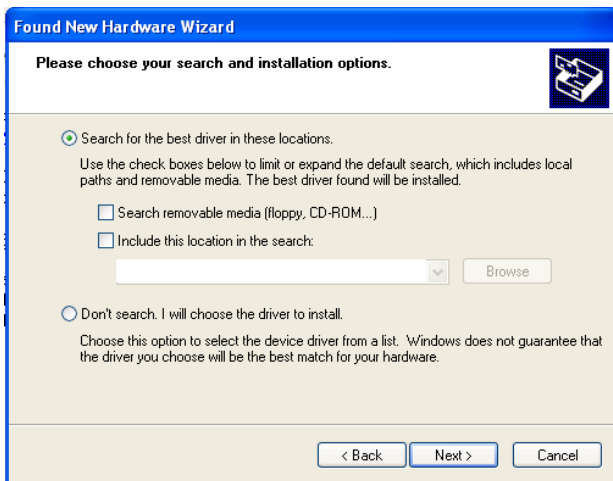 Found New Hardware Wizard
Please choose your search and installation options.
Search for the best driver in these locations.
Use the check boxes below to limit or expand the default search, which includes local
paths and removable media. The best driver found will be installed.
Search removable media (floppy, CD-ROM...)
Include this location in the search:
Browse
Don't search. I will choose the driver to install.
Choose this option to select the device driver from a list. Windows does not guarantee that
the driver you choose will be the best match for your hardware.
< Back Next > Cancel